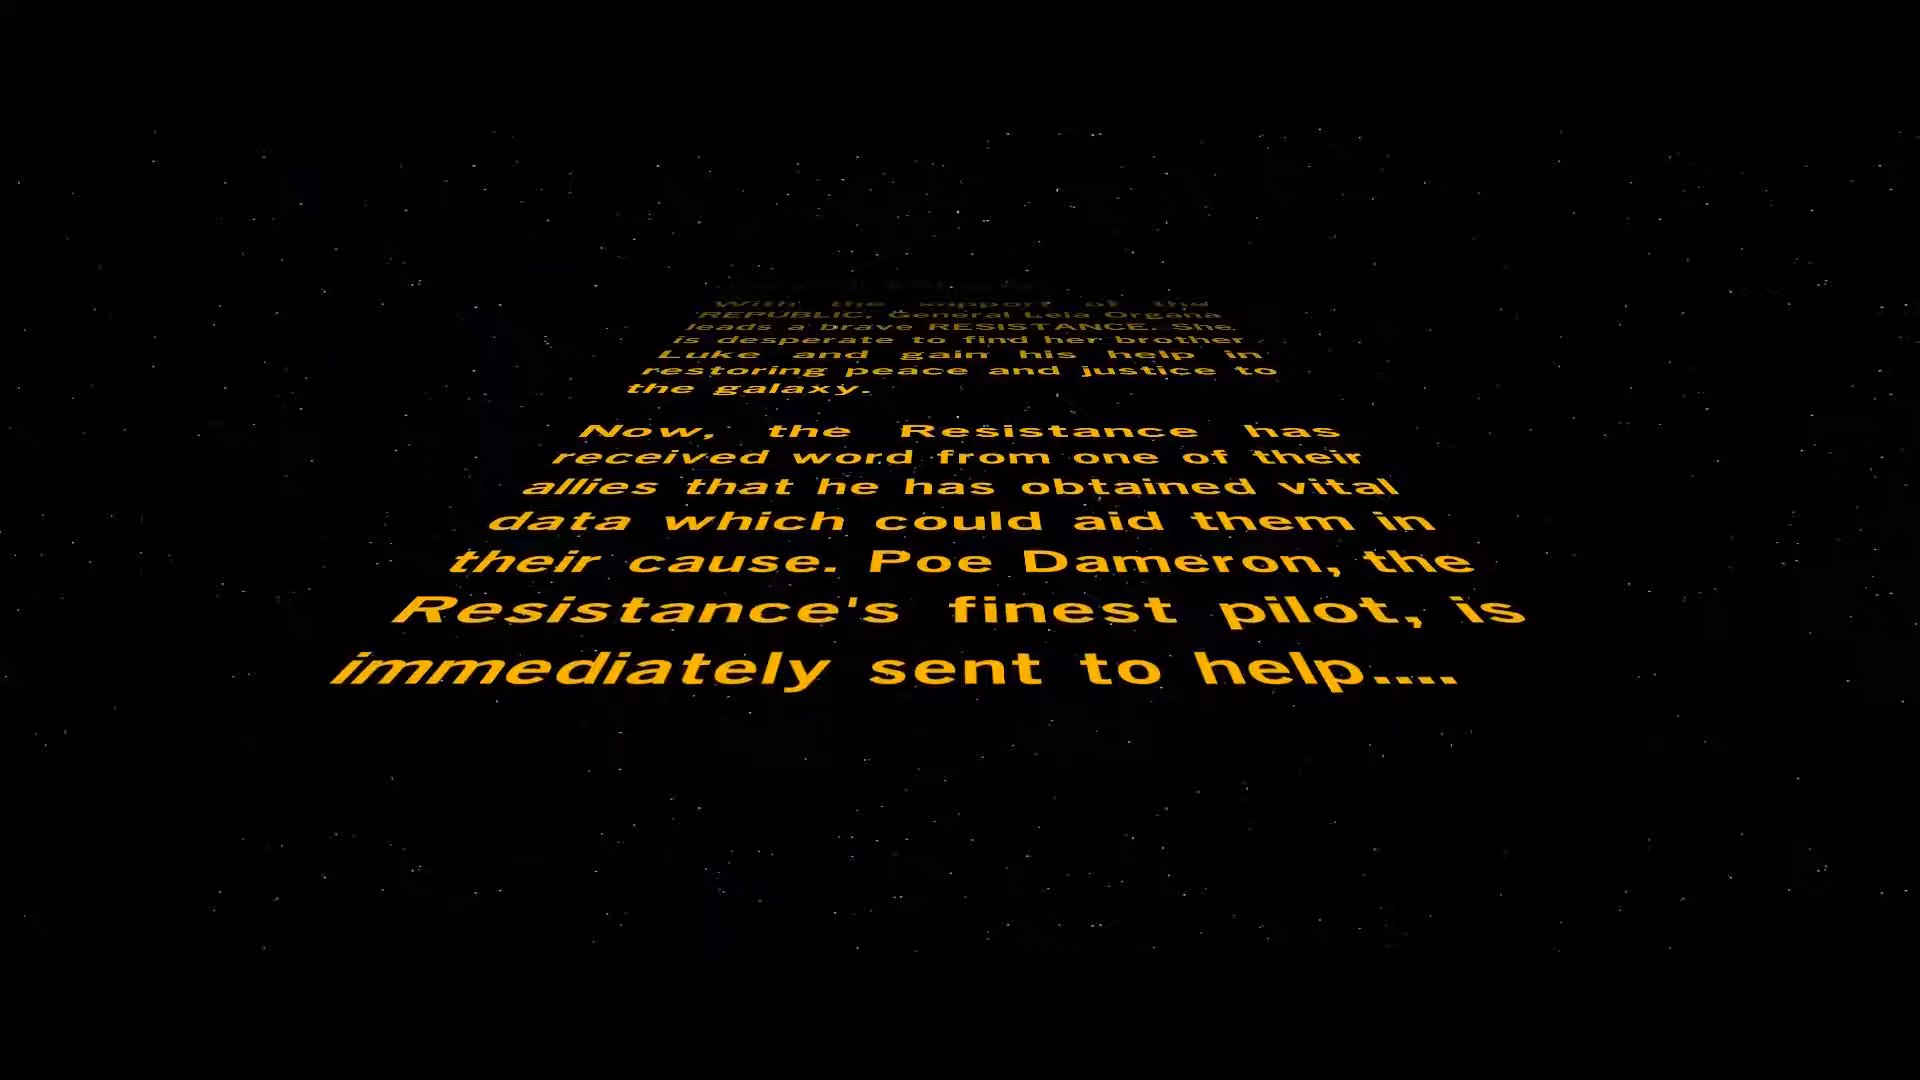 With the support of the
REPUBLIC, General Leia Organa
leads a brave RESISTANCE. She
is desperate to find her brother
Luke and gain his help in
restoring peace and justice to
the galaxy.
Now, the Resistance has
received word from one of their
allies that he has obtained vital
data which could aid them in
their cause. Poe Dameron, the
Resistance's finest pilot, is
immediately sent to help....